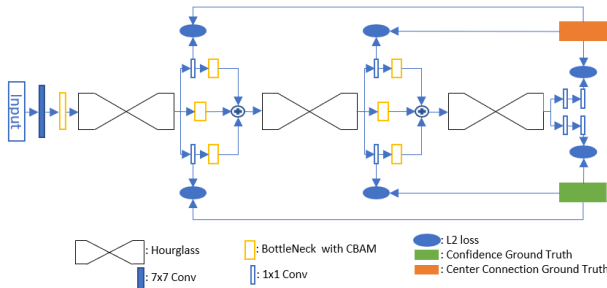 Input
: Hourglass
: BottleNeck with CBAM
: L2 loss
: Confidence Ground Truth
: 7x7 Conv
: 1x1 Conv
: Center Connection Ground Truth